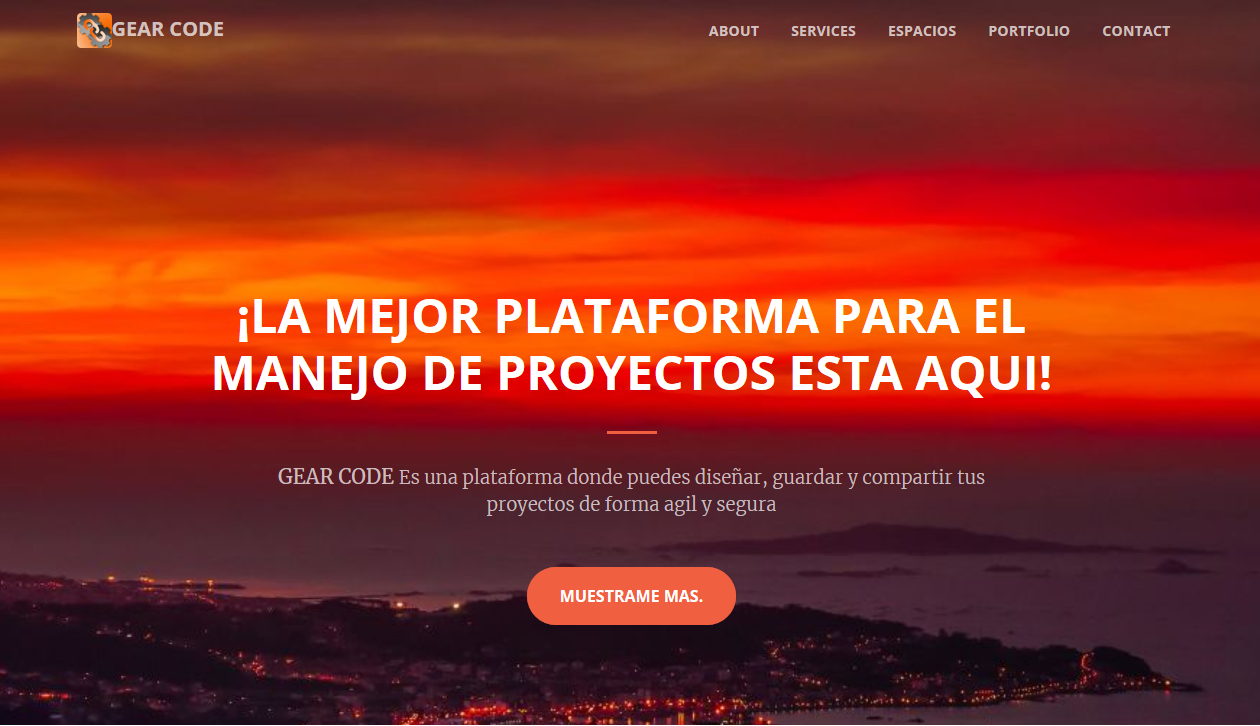 GEAR CODE
ABOUT SERVICES ESPACIOS PORTFOLIO CONTACT
¡LA MEJOR PLATAFORMA PARA EL
MANEJO DE PROYECTOS ESTA AQUI!
GEAR CODE Es una plataforma donde puedes diseñar, guardar y compartir tus
proyectos de forma agil y segura
MUESTRAME MAS.